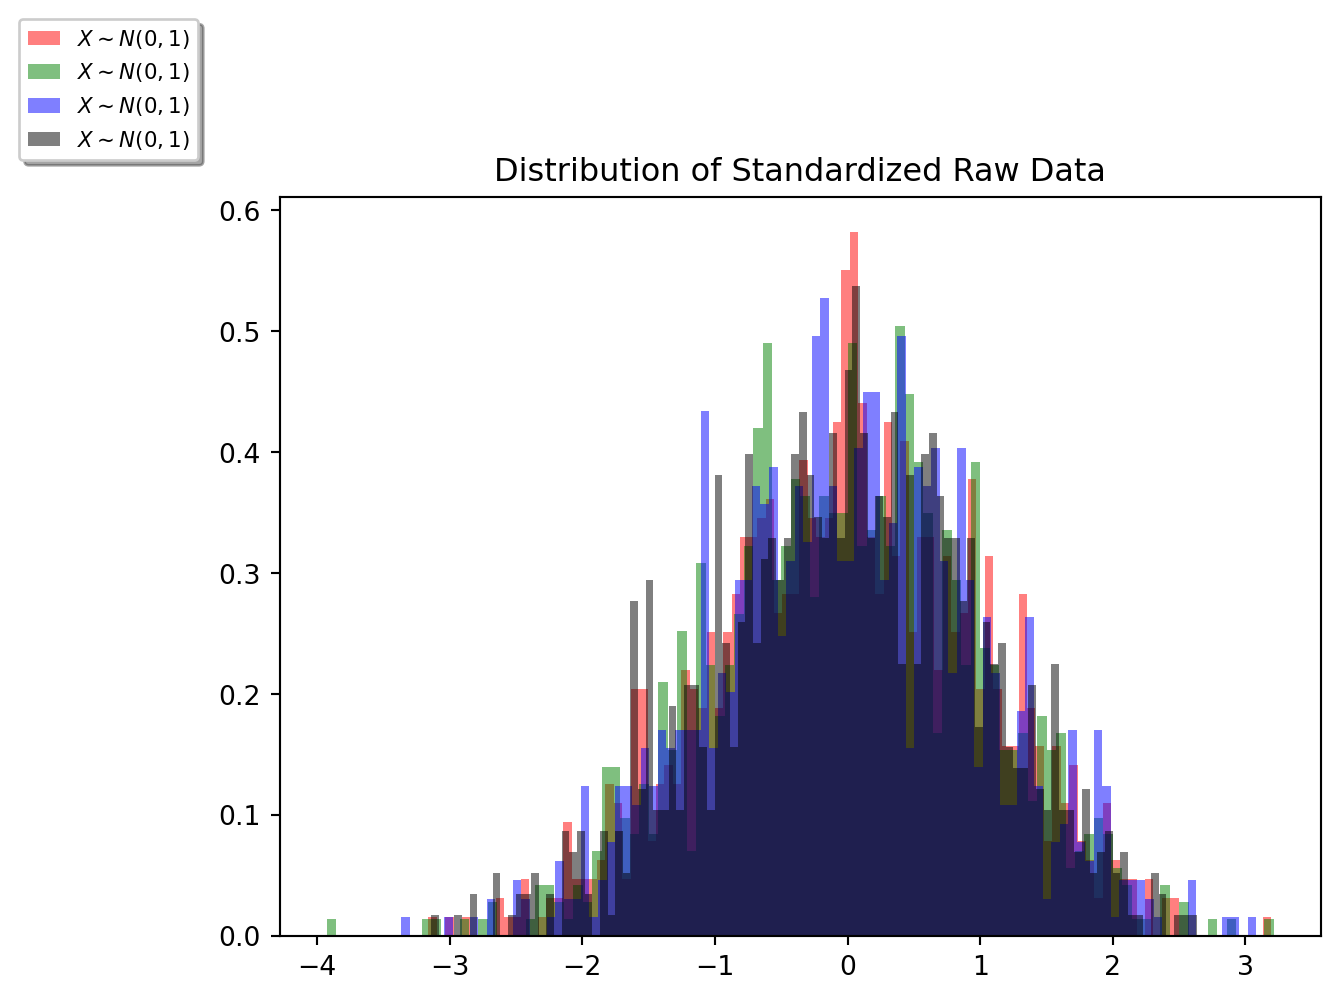 X ~ N(0, 1)
X ~ N(0, 1)
X ~ N(0, 1)
X ~ N(0, 1)
Distribution of Standardized Raw Data
0.6
0.5
0.4
0.3
0.2
0.1
0.0
−4 −3 −2 −1 0 1 2 3